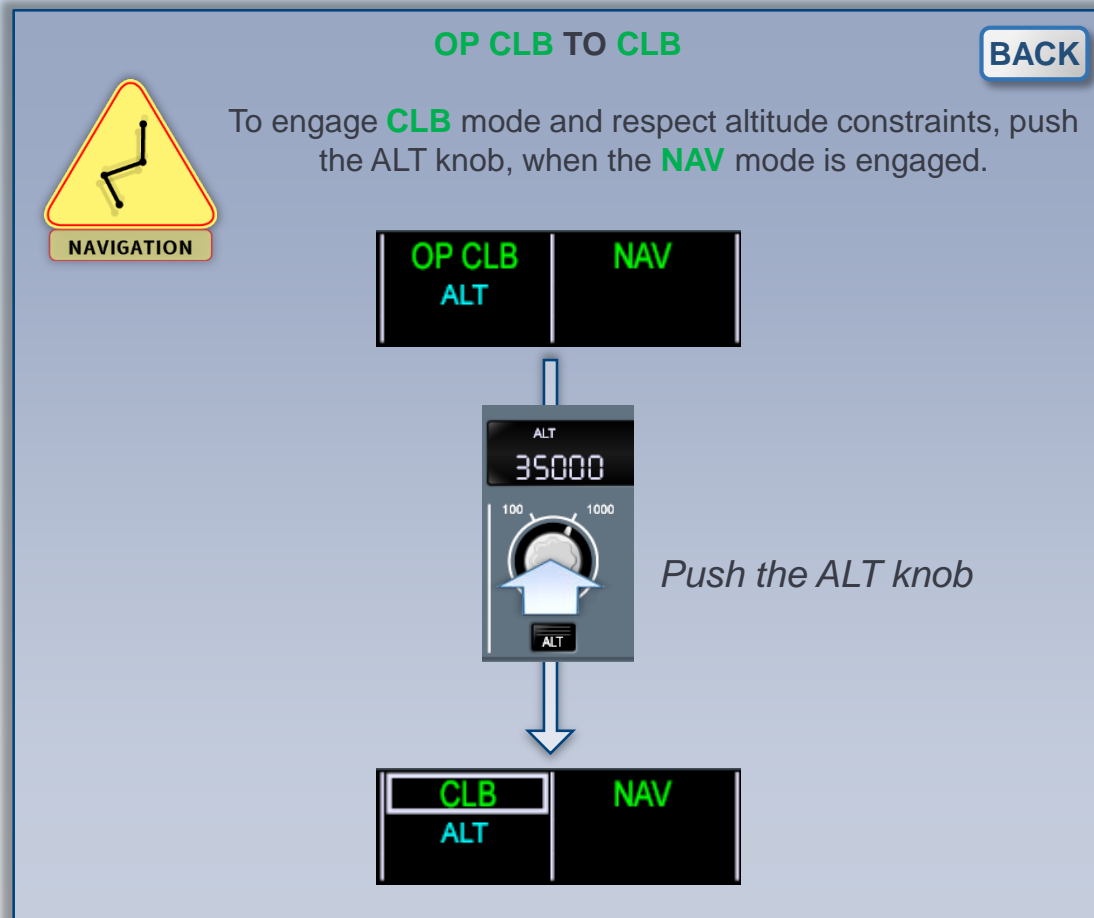 OP CLB TO CLB
BACK
To engage CLB mode and respect altitude constraints, push
the ALT knob, when the NAV mode is engaged.
NAVIGATION
OP CLB NAV
ALT
ALT
35000
100 1000
Push the ALT knob
ALT
CLB NAV
ALT